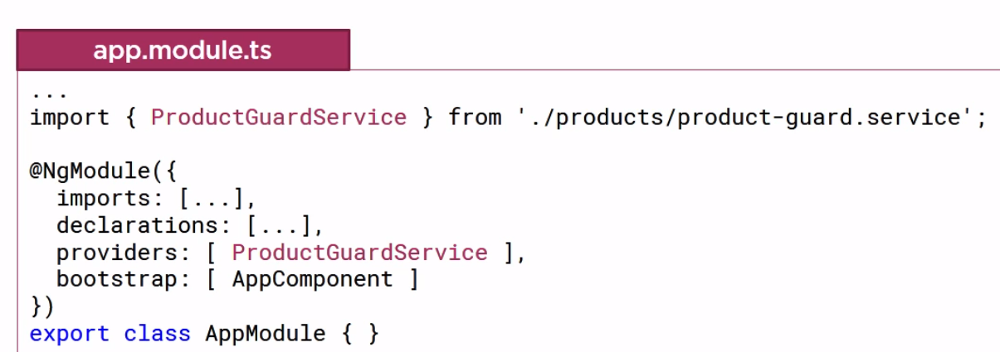 app.module.ts
...
import { ProductGuardService } from './products/product-guard.service';
@NgModule({
  imports: [...],
  declarations: [...],
  providers: [ ProductGuardService ],
  bootstrap: [ AppComponent ]
})
export class AppModule { }